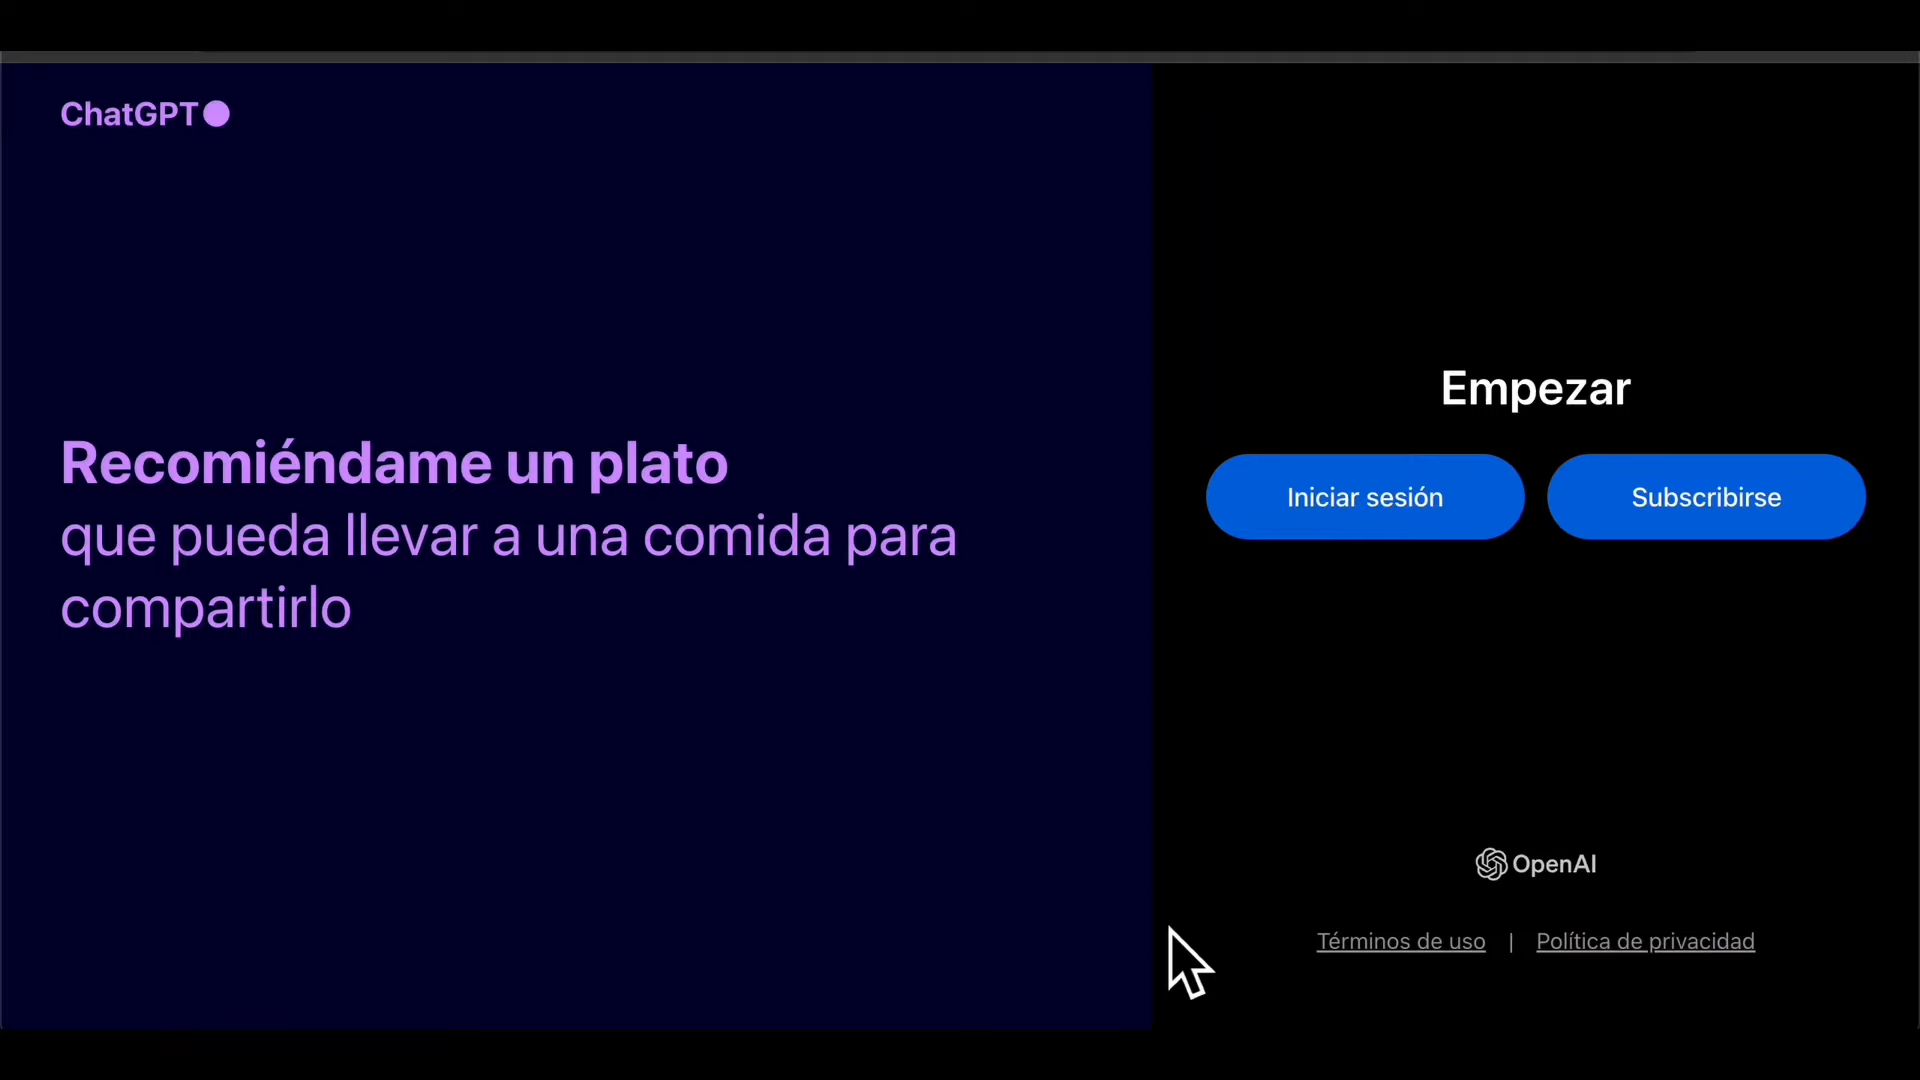 ChatGPT
Recomiéndame un plato
que pueda llevar a una comida para
compartirlo
Empezar
Iniciar sesión
Subscribirse
OpenAI
Términos de uso | Política de privacidad